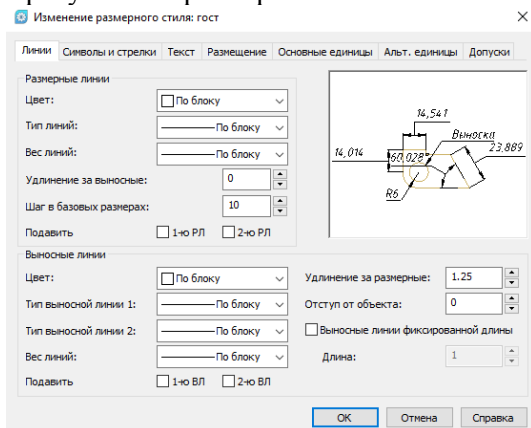 Изменение размерного стиля: гост
Линии Символы и стрелки Текст Размещение Основные единицы Альт. единицы Допуски
Размерные линии
Цвет: По блоку
Тип линий: По блоку
Вес линий: По блоку
Удлинение за выносные: 0
Шаг в базовых размерах: 10
Подавить 1-ю РЛ 2-ю РЛ
14,541
Выноска
14,014
60,028°
23,889
R6
Выносные линии
Цвет: По блоку
Удлинение за размерные: 1.25
Тип выносной линии 1: По блоку
Отступ от объекта: 0
Тип выносной линии 2: По блоку
Выносные линии фиксированной длины
Вес линий: По блоку
Длина: 1
Подавить 1-ю ВЛ 2-ю ВЛ
ОК Отмена Справка